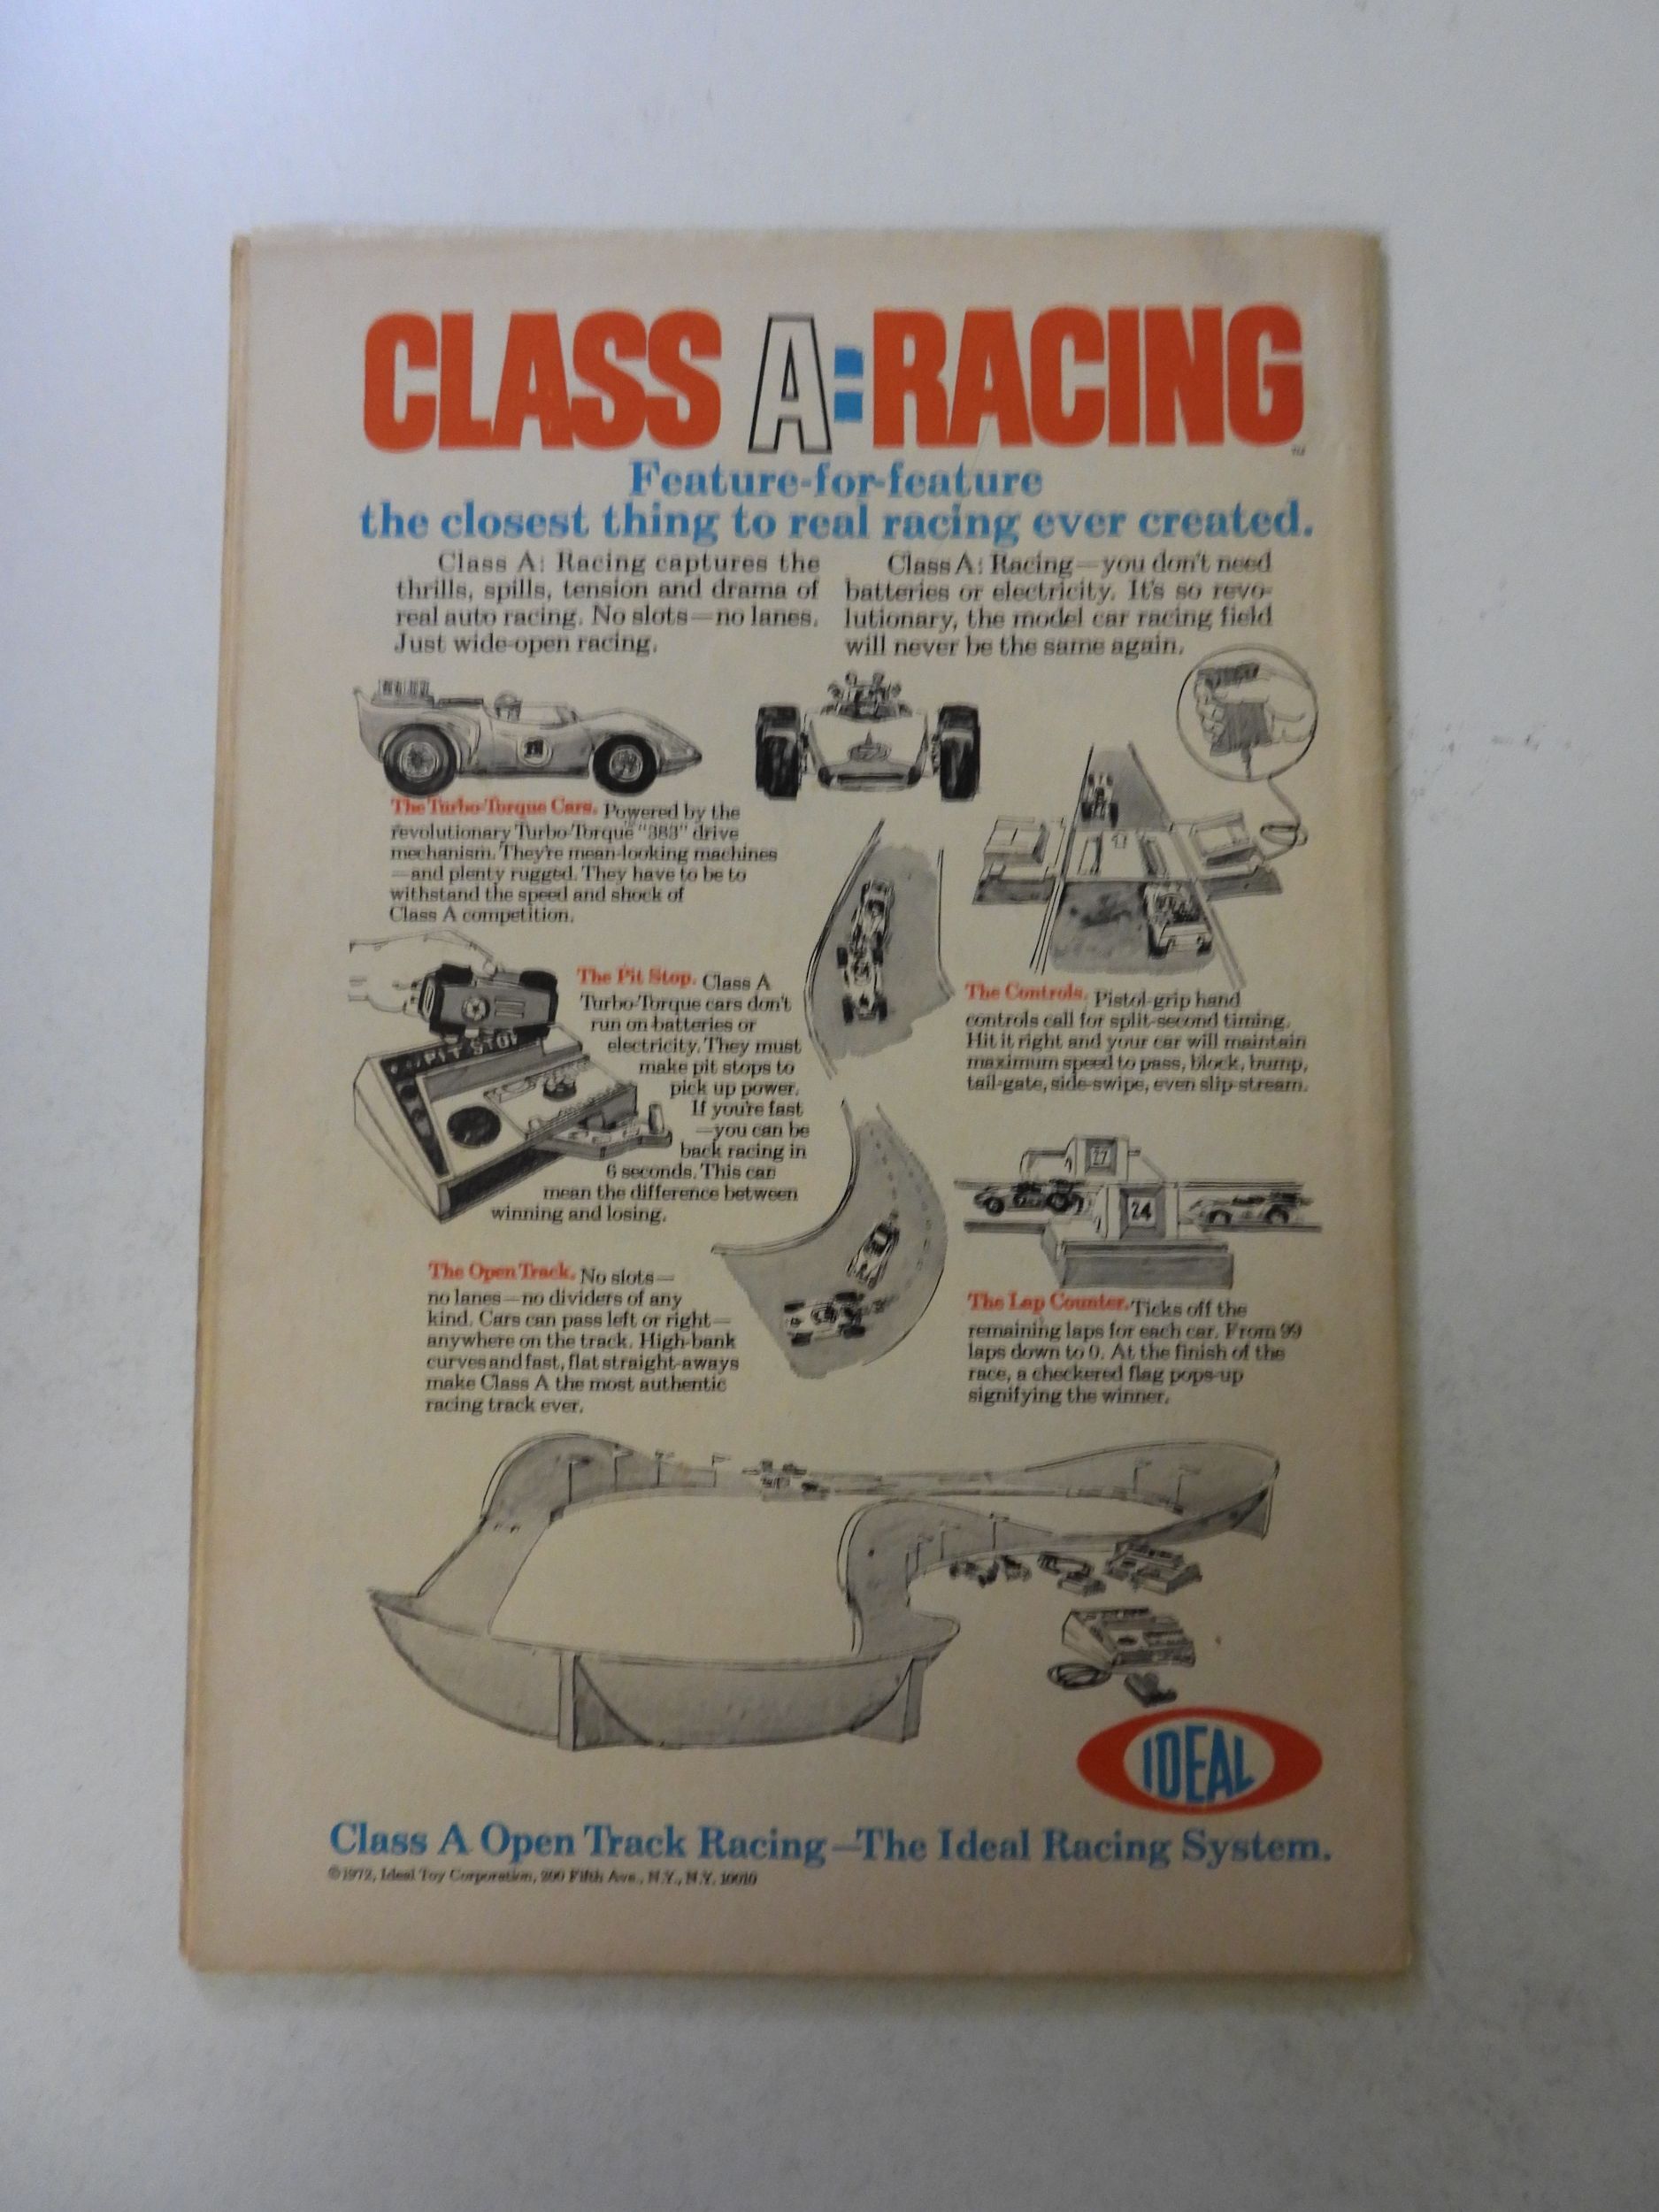 CLASS A:RACING
TM
Feature-for-feature
the closest thing to real racing ever created.
Class A: Racing captures the
thrills, spills, tension and drama of
real auto racing. No slots—no lanes.
Just wide-open racing.
Class A: Racing—you don't need
batteries or electricity. It's so revo-
lutionary, the model car racing field
will never be the same again.
The Turbo-Torque Cars. Powered by the
revolutionary Turbo-Torque "383" drive
mechanism. They're mean-looking machines
—and plenty rugged. They have to be to
withstand the speed and shock of
Class A competition.
PIT STOP
The Pit Stop. Class A
Turbo-Torque cars don't
run on batteries or
electricity. They must
make pit stops to
pick up power.
If you're fast
—you can be
back racing in
6 seconds. This can
mean the difference between
winning and losing.
The Controls. Pistol-grip hand
controls call for split-second timing.
Hit it right and your car will maintain
maximum speed to pass, block, bump,
tail-gate, side-swipe, even slip-stream.
27
24
The Open Track. No slots—
no lanes—no dividers of any
kind. Cars can pass left or right—
anywhere on the track. High-bank
curves and fast, flat straight-aways
make Class A the most authentic
racing track ever.
The Lap Counter. Ticks off the
remaining laps for each car. From 99
laps down to 0. At the finish of the
race, a checkered flag pops-up
signifying the winner.
IDEAL
Class A Open Track Racing—The Ideal Racing System.
©1972, Ideal Toy Corporation, 200 Fifth Ave., N.Y., N.Y. 10010